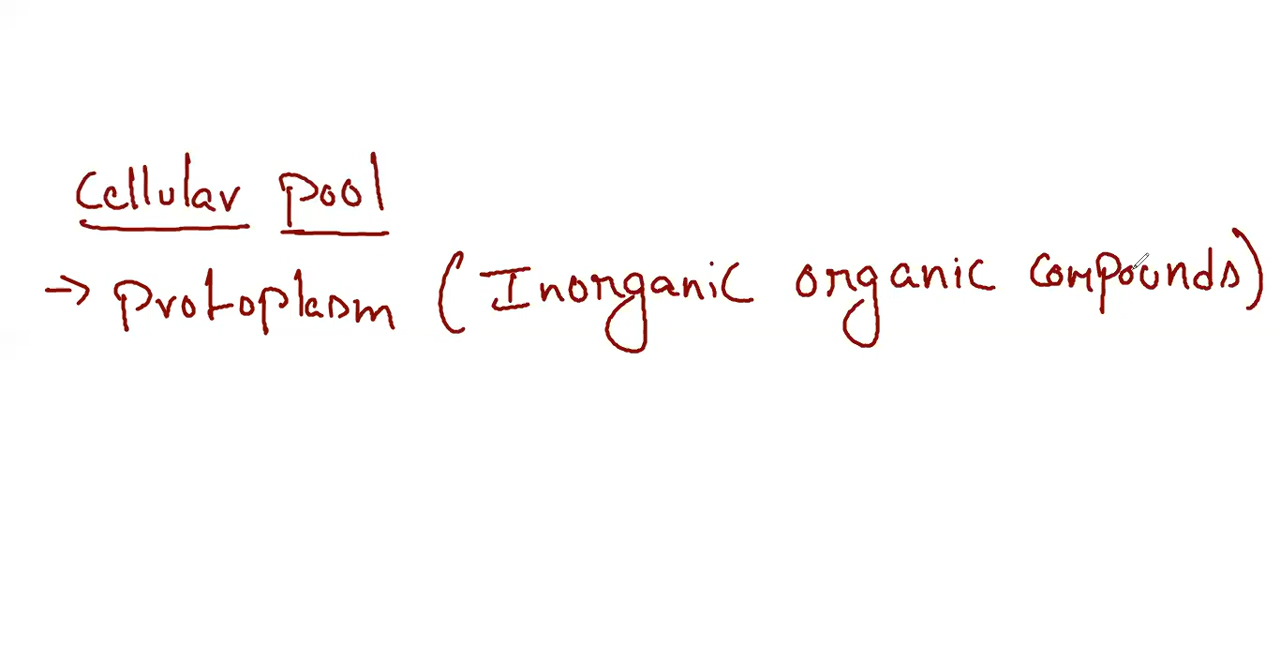 Cellular pool
→ Protoplasm (Inorganic organic compounds)